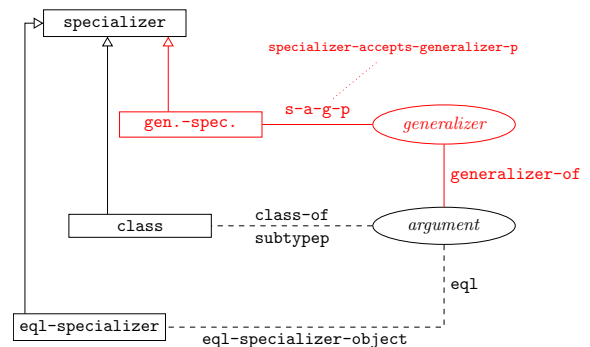 specializer
specializer-accepts-generalizer-p
s-a-g-p
gen.-spec.
generalizer
generalizer-of
class-of
class
argument
subtypep
eql
eql-specializer
eql-specializer-object